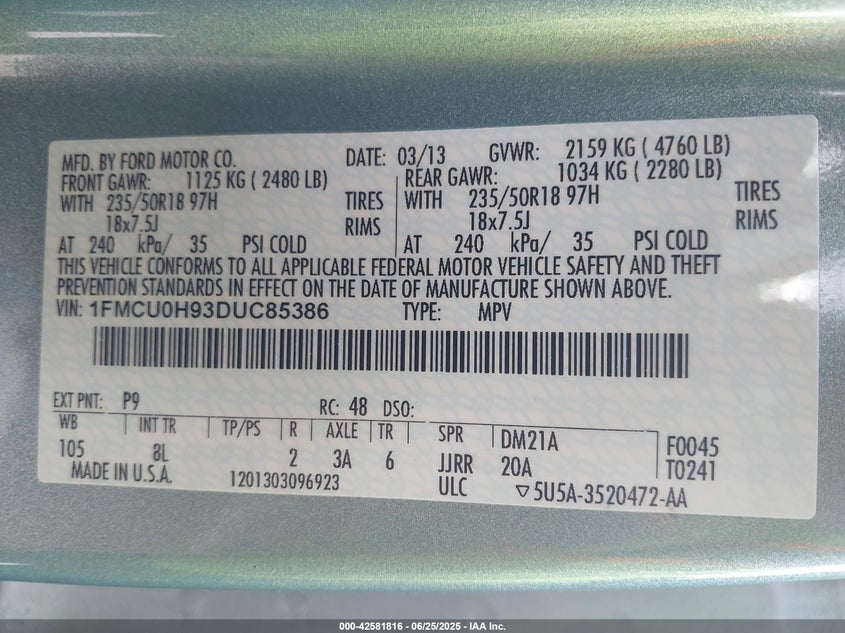 MFD. BY FORD MOTOR CO. DATE: 03/13 GVWR: 2159 KG ( 4760 LB)
FRONT GAWR: 1125 KG ( 2480 LB) REAR GAWR: 1034 KG ( 2280 LB)
WITH 235/50R18 97H TIRES WITH 235/50R18 97H TIRES
18x7.5J RIMS 18x7.5J RIMS
AT 240 kPa/ 35 PSI COLD AT 240 kPa/ 35 PSI COLD
THIS VEHICLE CONFORMS TO ALL APPLICABLE FEDERAL MOTOR VEHICLE SAFETY AND THEFT
PREVENTION STANDARDS IN EFFECT ON THE DATE OF MANUFACTURE SHOWN ABOVE.
VIN: 1FMCU0H93DUC85386 TYPE: MPV
EXT PNT: P9 RC: 48 DSO:
WB INT TR TP/PS R AXLE TR SPR DM21A F0045
105 8L 2 3A 6 JJRR 20A T0241
MADE IN U.S.A. 1201303096923 ULC ▽5U5A-3520472-AA
000-42581816 - 06/25/2025 - IAA Inc.